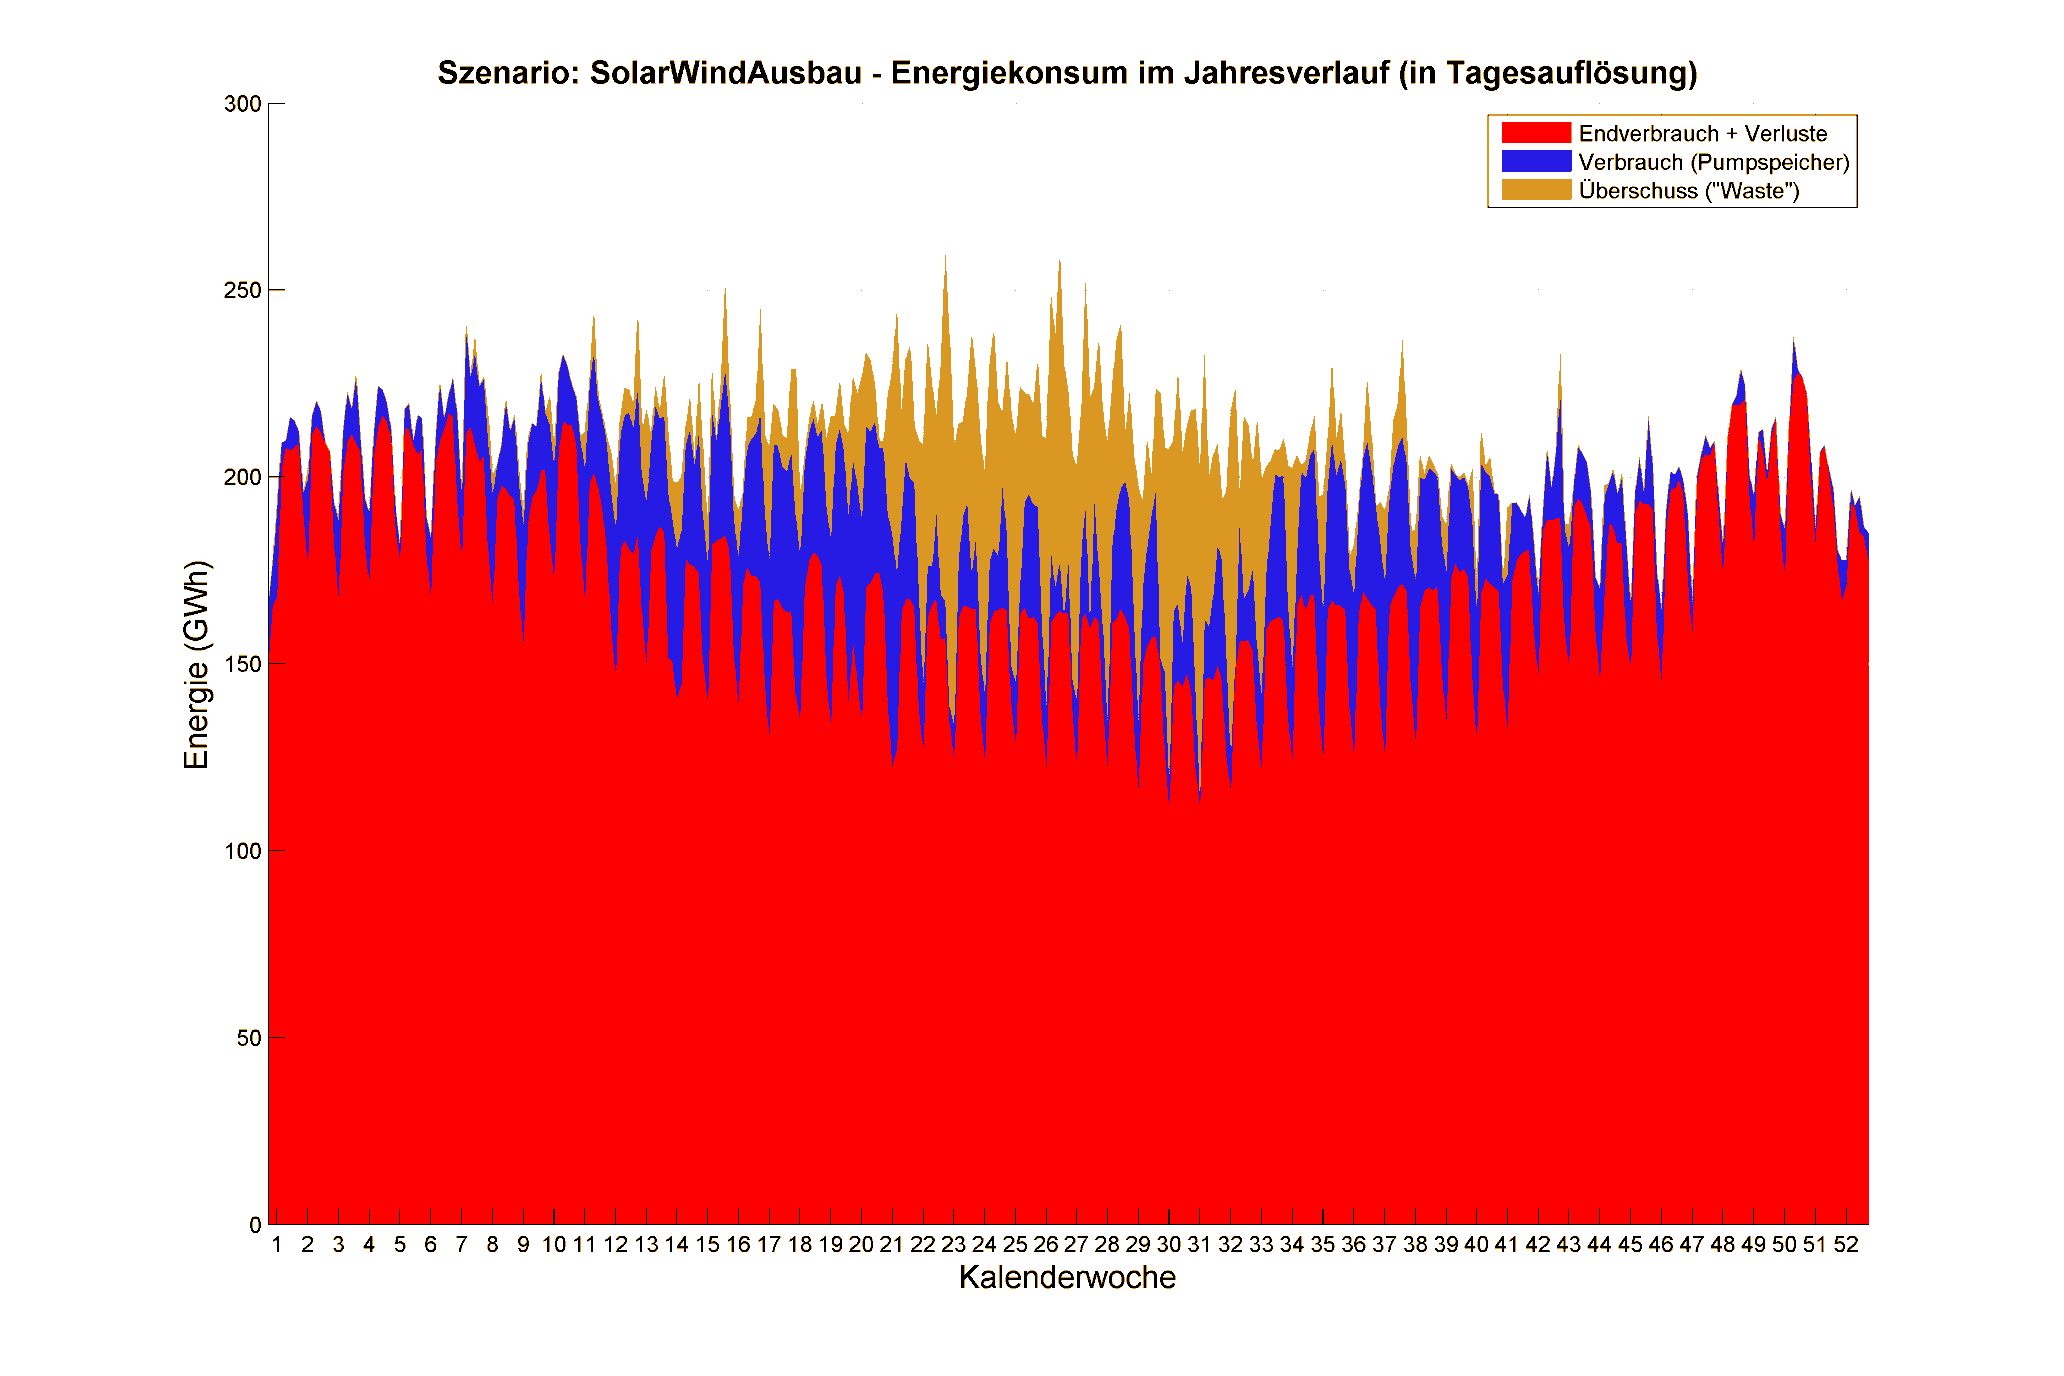 Szenario: SolarWindAusbau - Energiekonsum im Jahresverlauf (in Tagesauflösung)
Endverbrauch + Verluste
Verbrauch (Pumpspeicher)
Überschuss ("Waste")
Energie (GWh)
300
250
200
150
100
50
0
1 2 3 4 5 6 7 8 9 10 11 12 13 14 15 16 17 18 19 20 21 22 23 24 25 26 27 28 29 30 31 32 33 34 35 36 37 38 39 40 41 42 43 44 45 46 47 48 49 50 51 52
Kalenderwoche